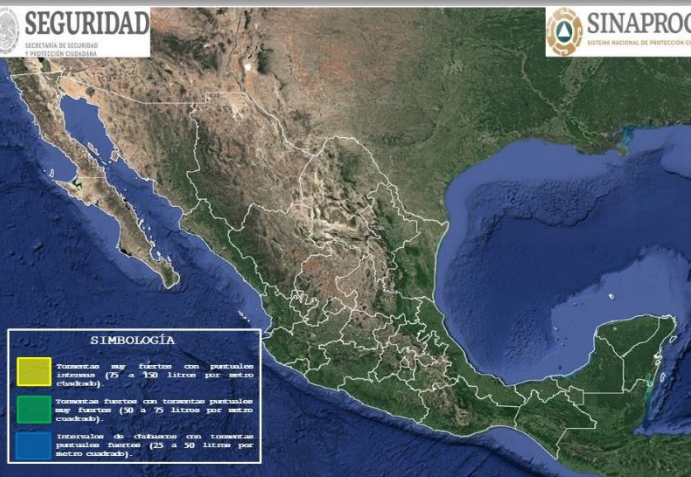 SEGURIDAD
SECRETARÍA DE SEGURIDAD
Y PROTECCIÓN CIUDADANA
SINAPROC
SISTEMA NACIONAL DE PROTECCIÓN CI
SIMBOLOGÍA
Tormentas muy fuertes con puntuales
intensas (75 a 150 litros por metro
cuadrado).
Tormentas fuertes con tormentas puntuales
muy fuertes (50 a 75 litros por metro
cuadrado).
Intervalos de chubascos con tormentas
puntuales fuertes (25 a 50 litros por
metro cuadrado).